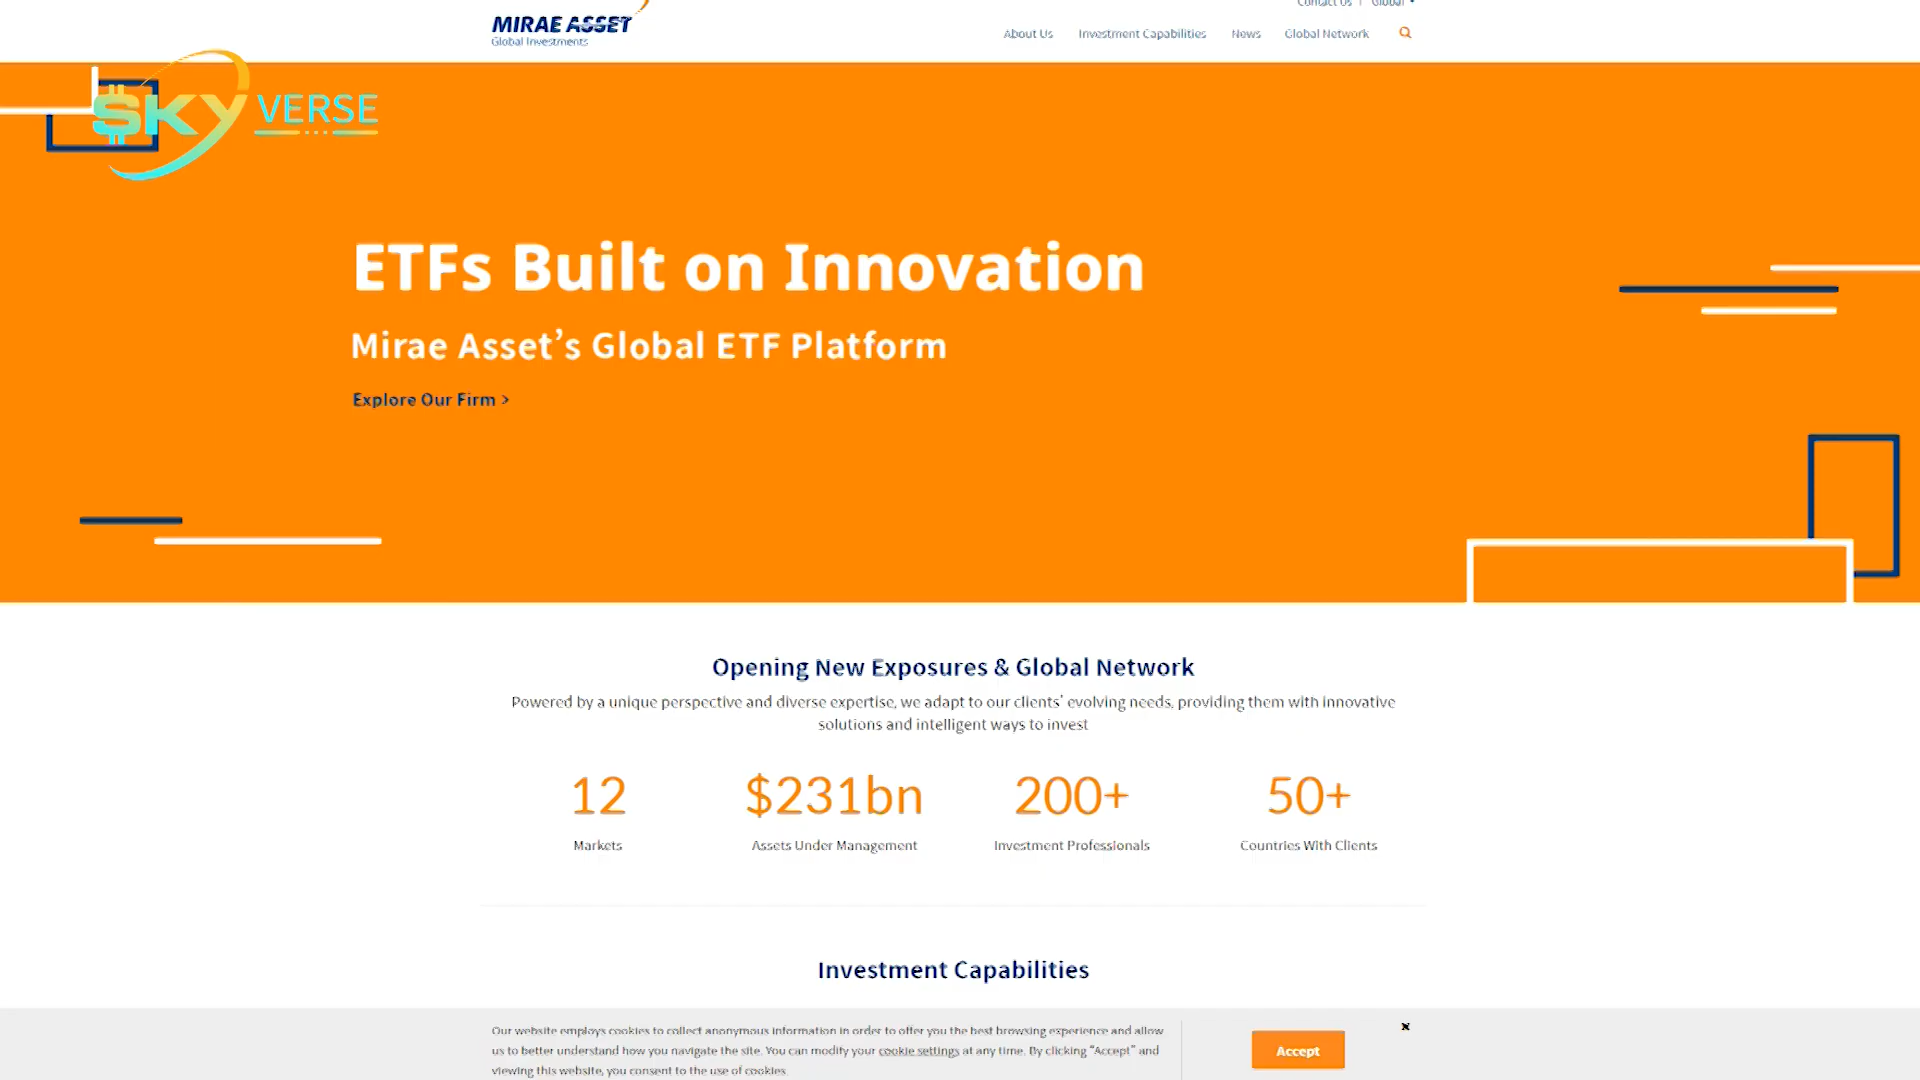 Contact Us | Global
MIRAE ASSET
Global Investments
About Us Investment Capabilities News Global Network
$KY VERSE
ETFs Built on Innovation
Mirae Asset’s Global ETF Platform
Explore Our Firm >
Opening New Exposures & Global Network
Powered by a unique perspective and diverse expertise, we adapt to our clients’ evolving needs, providing them with innovative
solutions and intelligent ways to invest
12 $231bn 200+ 50+
Markets Assets Under Management Investment Professionals Countries With Clients
Investment Capabilities
Our website employs cookies to collect anonymous information in order to offer you the best browsing experience and allow
us to better understand how you navigate the site. You can modify your cookie settings at any time. By clicking “Accept” and
viewing this website, you consent to the use of cookies.
Accept